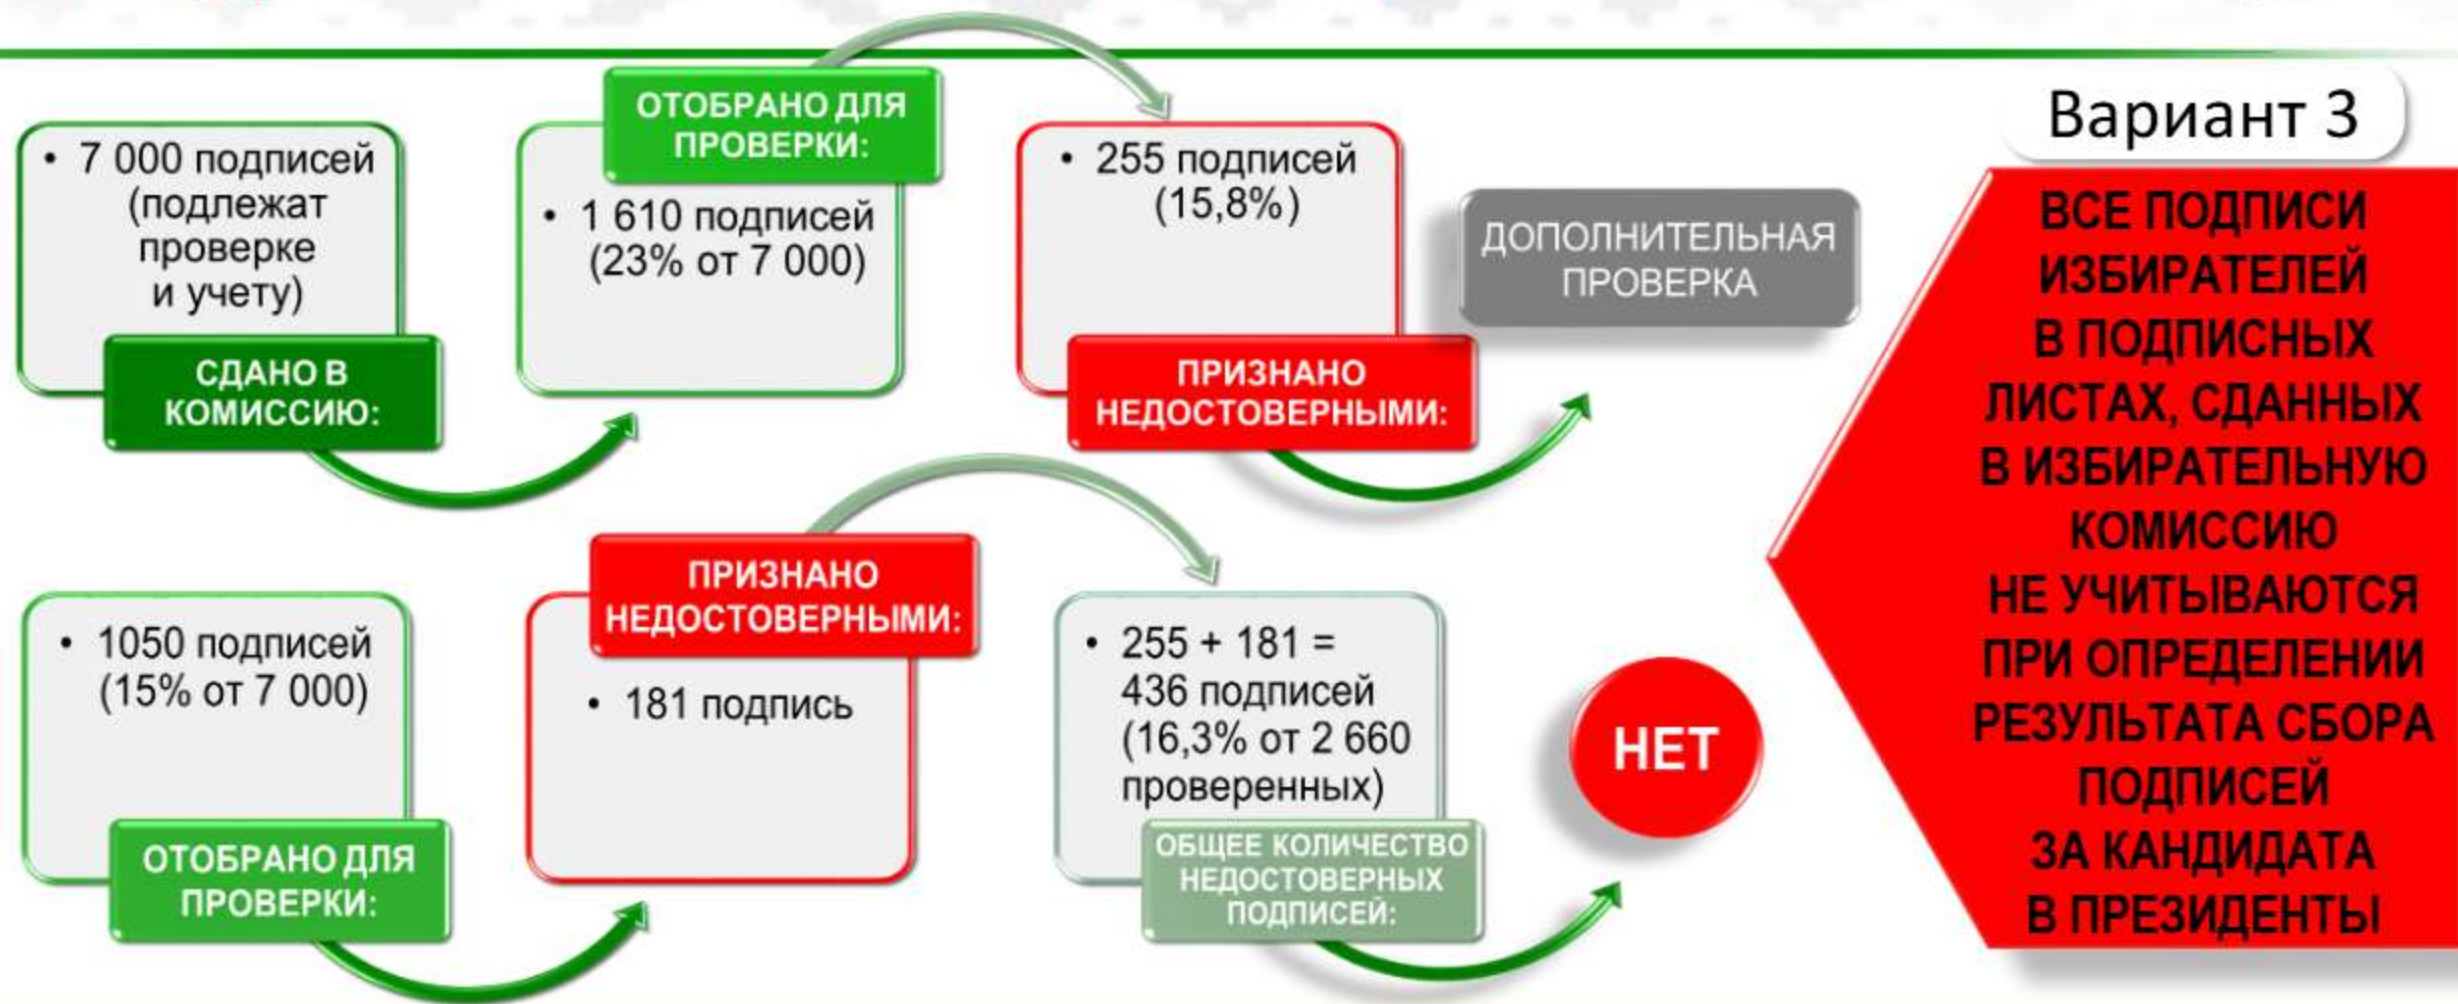 Вариант 3
• 7 000 подписей
(подлежат
проверке
и учету)
СДАНО В
КОМИССИЮ:
ОТОБРАНО ДЛЯ
ПРОВЕРКИ:
• 1 610 подписей
(23% от 7 000)
• 255 подписей
(15,8%)
ПРИЗНАНО
НЕДОСТОВЕРНЫМИ:
ДОПОЛНИТЕЛЬНАЯ
ПРОВЕРКА
• 1050 подписей
(15% от 7 000)
ОТОБРАНО ДЛЯ
ПРОВЕРКИ:
ПРИЗНАНО
НЕДОСТОВЕРНЫМИ:
• 181 подпись
• 255 + 181 =
436 подписей
(16,3% от 2 660
проверенных)
ОБЩЕЕ КОЛИЧЕСТВО
НЕДОСТОВЕРНЫХ
ПОДПИСЕЙ:
НЕТ
ВСЕ ПОДПИСИ
ИЗБИРАТЕЛЕЙ
В ПОДПИСНЫХ
ЛИСТАХ, СДАННЫХ
В ИЗБИРАТЕЛЬНУЮ
КОМИССИЮ
НЕ УЧИТЫВАЮТСЯ
ПРИ ОПРЕДЕЛЕНИИ
РЕЗУЛЬТАТА СБОРА
ПОДПИСЕЙ
ЗА КАНДИДАТА
В ПРЕЗИДЕНТЫ